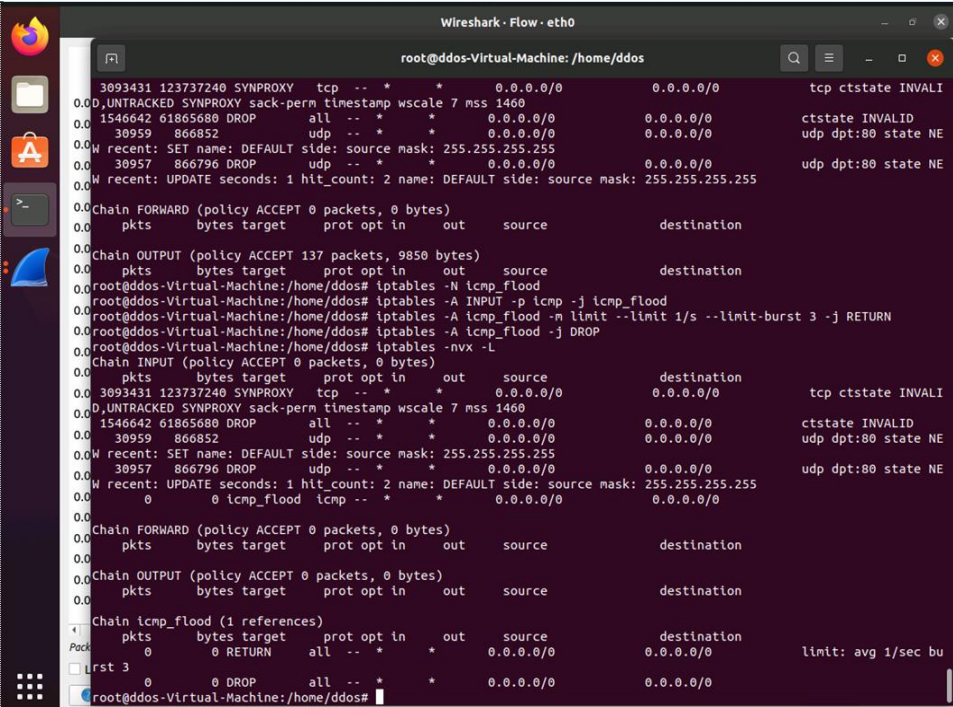 Wireshark · Flow · eth0
root@ddos-Virtual-Machine: /home/ddos
3093431 123737240 SYNPROXY tcp -- * * 0.0.0.0/0 0.0.0.0/0 tcp ctstate INVALI
D,UNTRACKED SYNPROXY sack-perm timestamp wscale 7 mss 1460
1546642 61865680 DROP all -- * * 0.0.0.0/0 0.0.0.0/0 ctstate INVALID
30959 866852 udp -- * * 0.0.0.0/0 0.0.0.0/0 udp dpt:80 state NE
W recent: SET name: DEFAULT side: source mask: 255.255.255.255
30957 866796 DROP udp -- * * 0.0.0.0/0 0.0.0.0/0 udp dpt:80 state NE
W recent: UPDATE seconds: 1 hit_count: 2 name: DEFAULT side: source mask: 255.255.255.255
Chain FORWARD (policy ACCEPT 0 packets, 0 bytes)
pkts bytes target prot opt in out source destination
Chain OUTPUT (policy ACCEPT 137 packets, 9850 bytes)
pkts bytes target prot opt in out source destination
root@ddos-Virtual-Machine:/home/ddos# iptables -N icmp_flood
root@ddos-Virtual-Machine:/home/ddos# iptables -A INPUT -p icmp -j icmp_flood
root@ddos-Virtual-Machine:/home/ddos# iptables -A icmp_flood -m limit --limit 1/s --limit-burst 3 -j RETURN
root@ddos-Virtual-Machine:/home/ddos# iptables -A icmp_flood -j DROP
root@ddos-Virtual-Machine:/home/ddos# iptables -nvx -L
Chain INPUT (policy ACCEPT 0 packets, 0 bytes)
pkts bytes target prot opt in out source destination
3093431 123737240 SYNPROXY tcp -- * * 0.0.0.0/0 0.0.0.0/0 tcp ctstate INVALI
D,UNTRACKED SYNPROXY sack-perm timestamp wscale 7 mss 1460
1546642 61865680 DROP all -- * * 0.0.0.0/0 0.0.0.0/0 ctstate INVALID
30959 866852 udp -- * * 0.0.0.0/0 0.0.0.0/0 udp dpt:80 state NE
W recent: SET name: DEFAULT side: source mask: 255.255.255.255
30957 866796 DROP udp -- * * 0.0.0.0/0 0.0.0.0/0 udp dpt:80 state NE
W recent: UPDATE seconds: 1 hit_count: 2 name: DEFAULT side: source mask: 255.255.255.255
0 0 icmp_flood icmp -- * * 0.0.0.0/0 0.0.0.0/0
Chain FORWARD (policy ACCEPT 0 packets, 0 bytes)
pkts bytes target prot opt in out source destination
Chain OUTPUT (policy ACCEPT 0 packets, 0 bytes)
pkts bytes target prot opt in out source destination
Chain icmp_flood (1 references)
pkts bytes target prot opt in out source destination
0 0 RETURN all -- * * 0.0.0.0/0 0.0.0.0/0 limit: avg 1/sec bu
rst 3
0 0 DROP all -- * * 0.0.0.0/0 0.0.0.0/0
root@ddos-Virtual-Machine:/home/ddos#